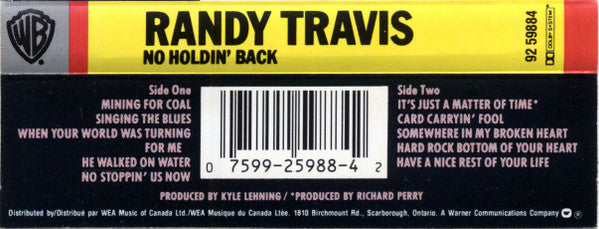 WB
RANDY TRAVIS
NO HOLDIN' BACK
92 59884
DOLBY SYSTEM
Side One
MINING FOR COAL
SINGING THE BLUES
WHEN YOUR WORLD WAS TURNING
FOR ME
HE WALKED ON WATER
NO STOPPIN' US NOW
0 7599-25988-4 2
Side Two
IT'S JUST A MATTER OF TIME*
CARD CARRYIN' FOOL
SOMEWHERE IN MY BROKEN HEART
HARD ROCK BOTTOM OF YOUR HEART
HAVE A NICE REST OF YOUR LIFE
PRODUCED BY KYLE LEHNING / *PRODUCED BY RICHARD PERRY
Distributed by/Distribué par WEA Music of Canada Ltd./WEA Musique du Canada Ltée. 1810 Birchmount Rd., Scarborough, Ontario. A Warner Communications Company ®